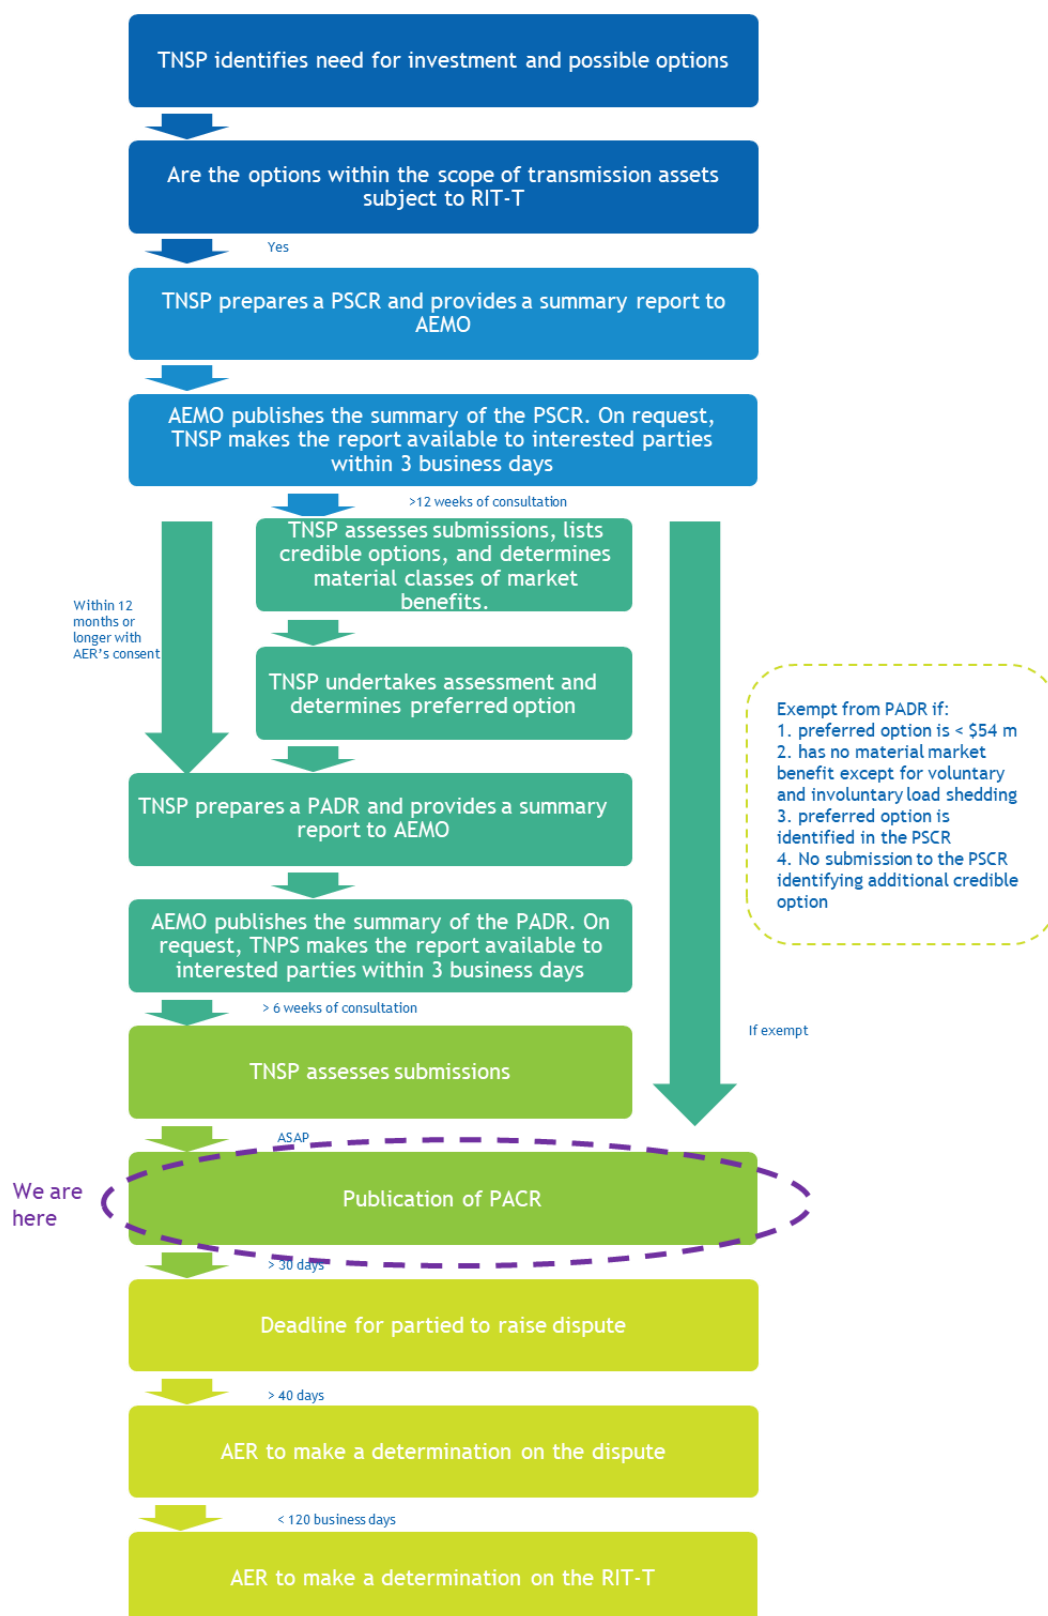 TNSP identifies need for investment and possible options
Are the options within the scope of transmission assets
subject to RIT-T
Yes
TNSP prepares a PSCR and provides a summary report to
AEMO
AEMO publishes the summary of the PSCR. On request,
TNSP makes the report available to interested parties
within 3 business days
>12 weeks of consultation
TNSP assesses submissions, lists
credible options, and determines
material classes of market
benefits.
Within 12
months or
longer with
AER's consent
TNSP undertakes assessment and
determines preferred option
Exempt from PADR if:
1. preferred option is < $54 m
2. has no material market
benefit except for voluntary
and involuntary load shedding
3. preferred option is
identified in the PSCR
4. No submission to the PSCR
identifying additional credible
option
TNSP prepares a PADR and provides a summary
report to AEMO
AEMO publishes the summary of the PADR. On
request, TNPS makes the report available to
interested parties within 3 business days
> 6 weeks of consultation
If exempt
TNSP assesses submissions
ASAP
We are
here
Publication of PACR
> 30 days
Deadline for partied to raise dispute
> 40 days
AER to make a determination on the dispute
< 120 business days
AER to make a determination on the RIT-T